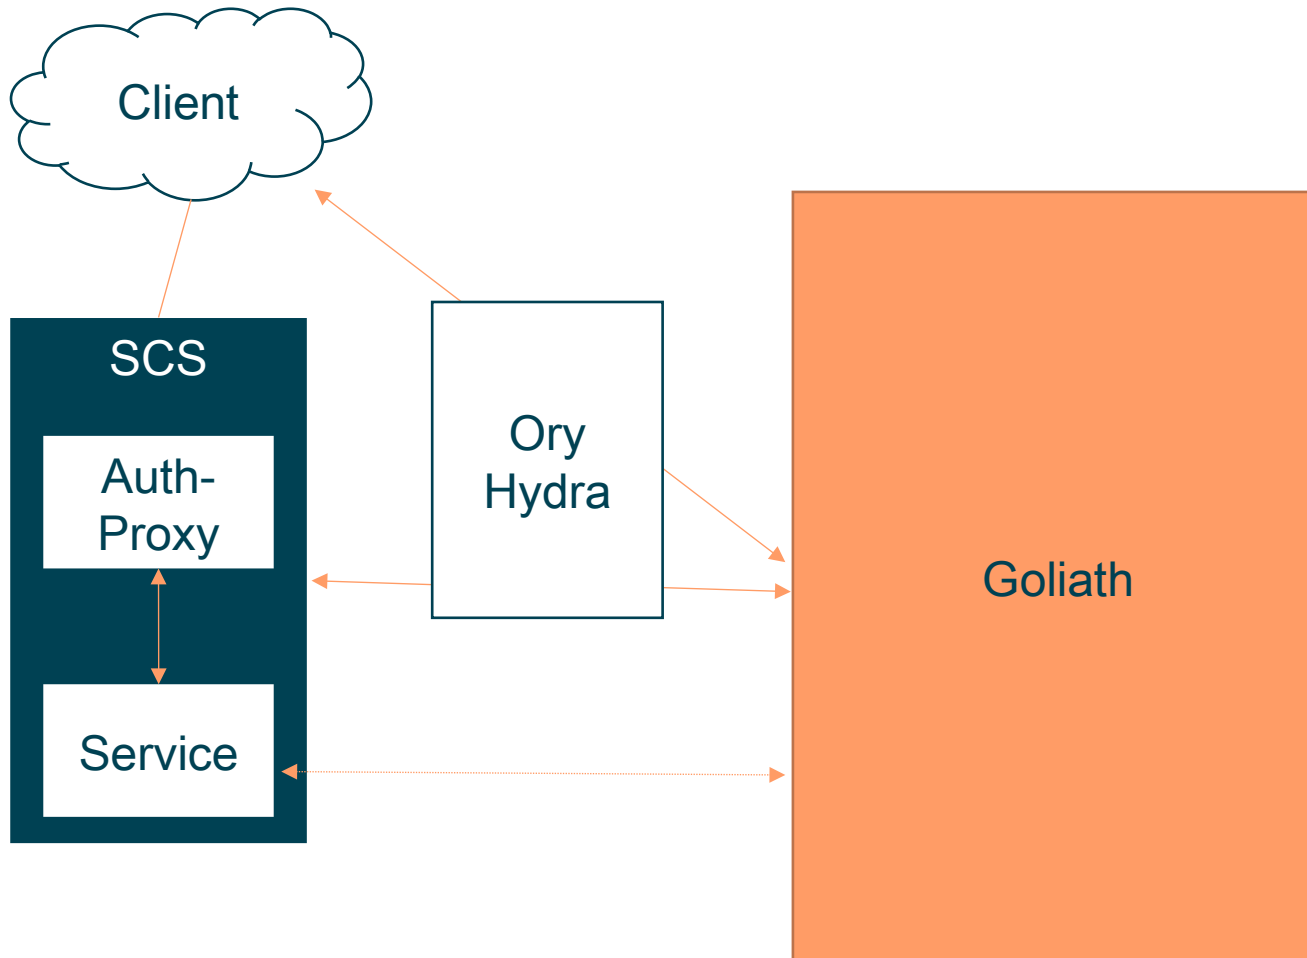 Client
SCS
Auth-
Proxy
Service
Ory
Hydra
Goliath